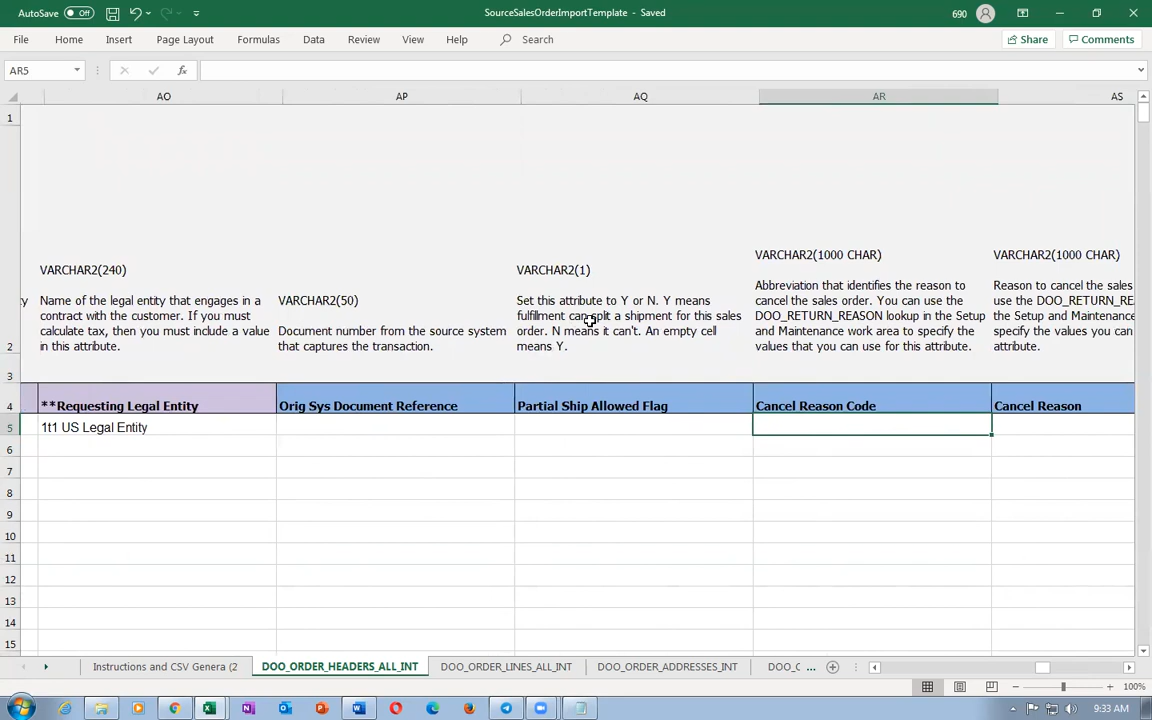 AutoSave Off
SourceSalesOrderImportTemplate - Saved
690
File Home Insert Page Layout Formulas Data Review View Help Search
Share Comments
AR5
fx
AO AP AQ AR AS
1
2
3
4
5
6
7
8
9
10
11
12
13
14
15
VARCHAR2(240)
ty
Name of the legal entity that engages in a
contract with the customer. If you must
calculate tax, then you must include a value
in this attribute.
VARCHAR2(50)
Document number from the source system
that captures the transaction.
VARCHAR2(1)
Set this attribute to Y or N. Y means
fulfillment can split a shipment for this sales
order. N means it can't. An empty cell
means Y.
VARCHAR2(1000 CHAR)
Abbreviation that identifies the reason to
cancel the sales order. You can use the
DOO_RETURN_REASON lookup in the Setup
and Maintenance work area to specify the
values that you can use for this attribute.
VARCHAR2(1000 CHAR)
Reason to cancel the sales
use the DOO_RETURN_REA
and Maintenance
specify the values you can
attribute.
**Requesting Legal Entity
Orig Sys Document Reference
Partial Ship Allowed Flag
Cancel Reason Code
Cancel Reason
1t1 US Legal Entity
Instructions and CSV Genera (2
DOO_ORDER_HEADERS_ALL_INT
DOO_ORDER_LINES_ALL_INT
DOO_ORDER_ADDRESSES_INT
DOO_C ...
100%
9:33 AM